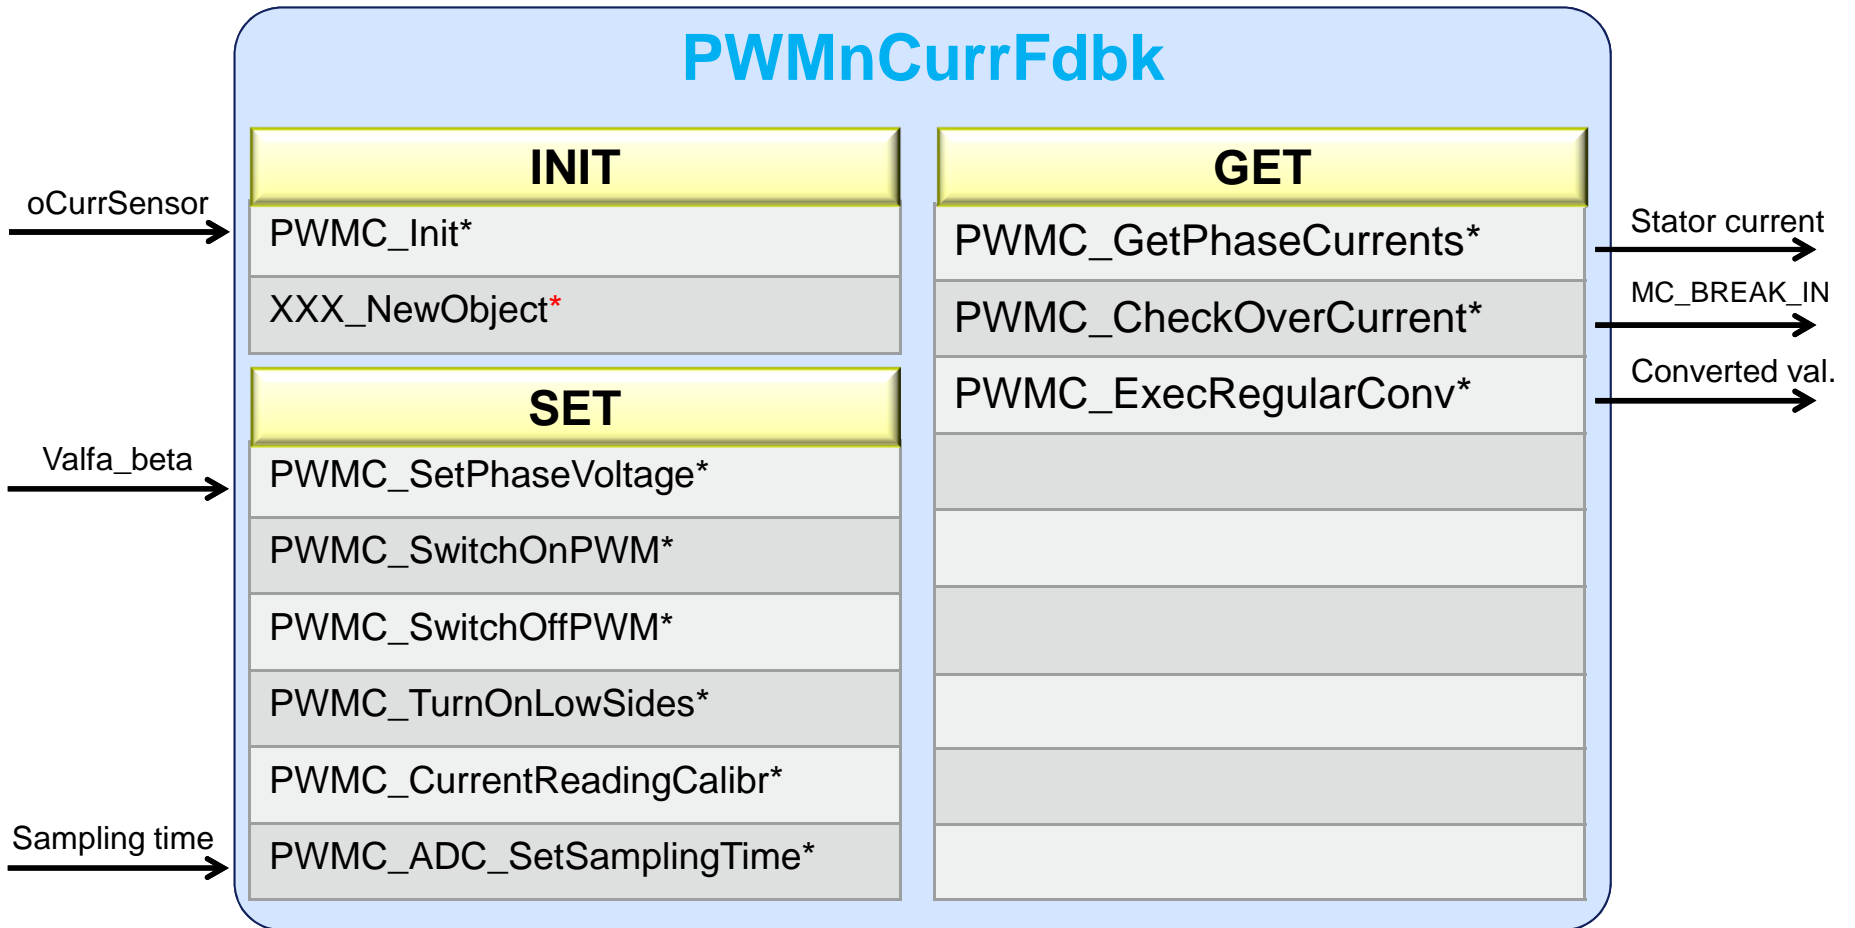 PWMnCurrFdbk
INIT
oCurrSensor
PWMC_Init*
XXX_NewObject*
SET
Valfa_beta
PWMC_SetPhaseVoltage*
PWMC_SwitchOnPWM*
PWMC_SwitchOffPWM*
PWMC_TurnOnLowSides*
PWMC_CurrentReadingCalibr*
Sampling time
PWMC_ADC_SetSamplingTime*
GET
PWMC_GetPhaseCurrents*
Stator current
PWMC_CheckOverCurrent*
MC_BREAK_IN
PWMC_ExecRegularConv*
Converted val.